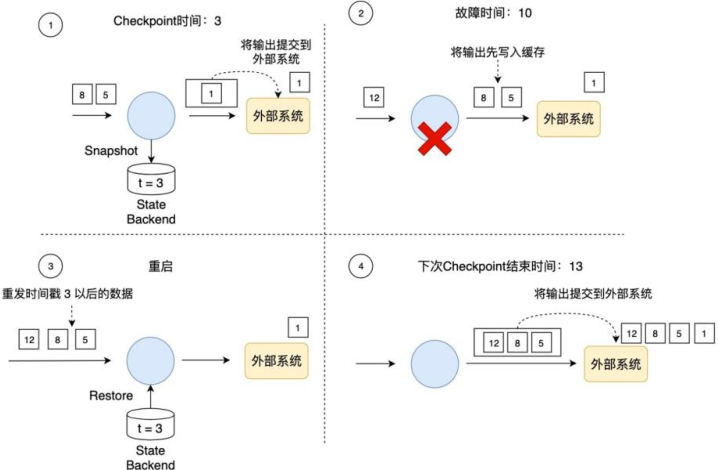 1
Checkpoint时间：3
将输出提交到
外部系统
8
5
1
1
外部系统
Snapshot
t = 3
State
Backend
2
故障时间：10
将输出先写入缓存
12
8
5
1
外部系统
3
重启
重发时间戳 3 以后的数据
12
8
5
1
外部系统
Restore
t = 3
State
Backend
4
下次Checkpoint结束时间：13
将输出提交到外部系统
12
8
5
12
8
5
1
外部系统